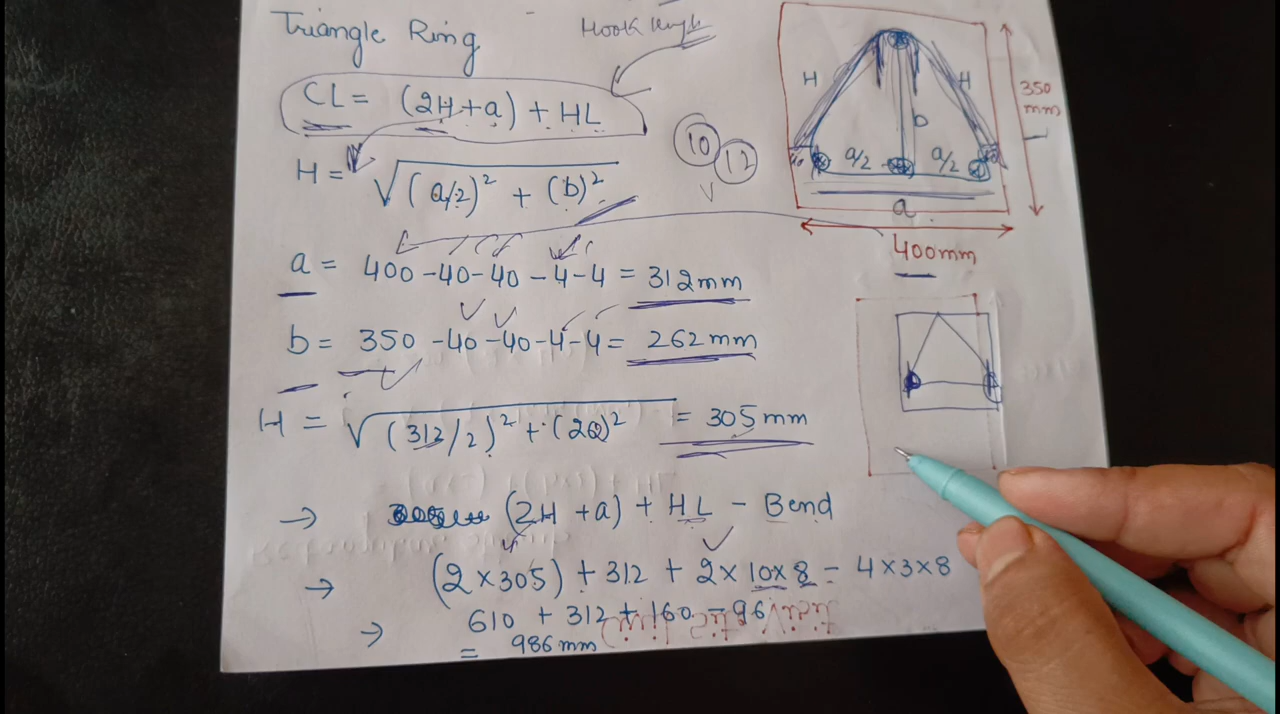 Triangle Ring
Hook length
CL = (2H+a) + HL
H = √(a/2)² + (b)²
10 12
a = 400 -40-40 -4-4 = 312mm
b = 350 -40 -40-4-4 = 262mm
H = √(312/2)² + (262)² = 305mm
→ (2H +a) + HL - Bend
→ (2×305) + 312 + 2×10×8 - 4×3×8
→ 610 + 312 + 160 - 96
= 986mm
H H
b
a/2 a/2
a
350
mm
400mm